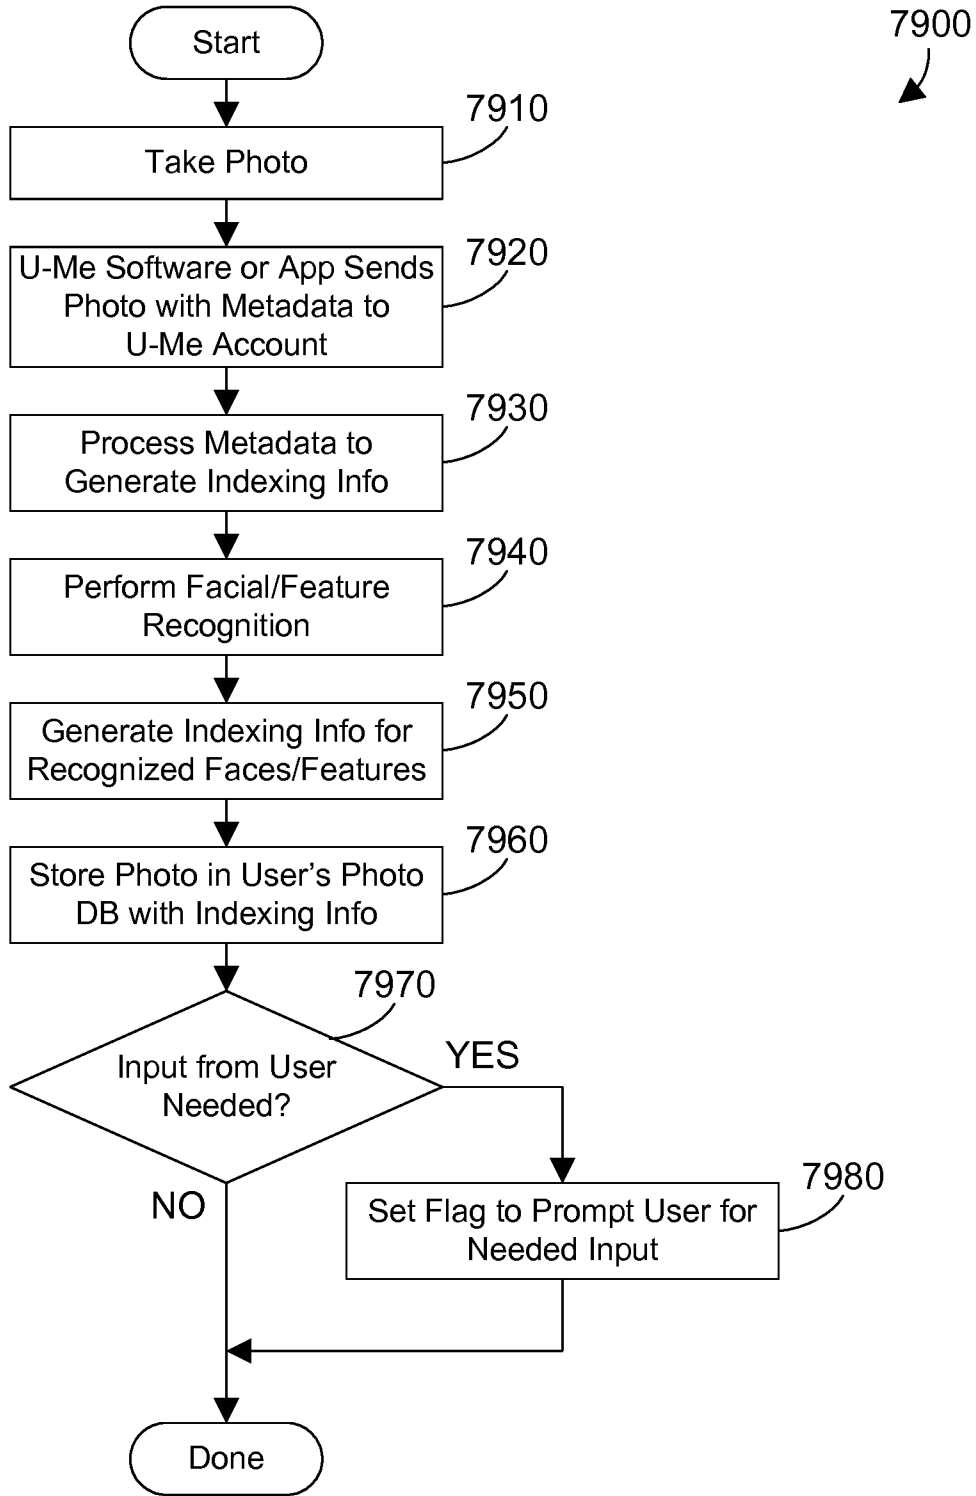 Start
7900
7910
Take Photo
7920
U-Me Software or App Sends
Photo with Metadata to
U-Me Account
7930
Process Metadata to
Generate Indexing Info
7940
Perform Facial/Feature
Recognition
7950
Generate Indexing Info for
Recognized Faces/Features
7960
Store Photo in User’s Photo
DB with Indexing Info
7970
Input from User
Needed?
YES
NO
7980
Set Flag to Prompt User for
Needed Input
Done